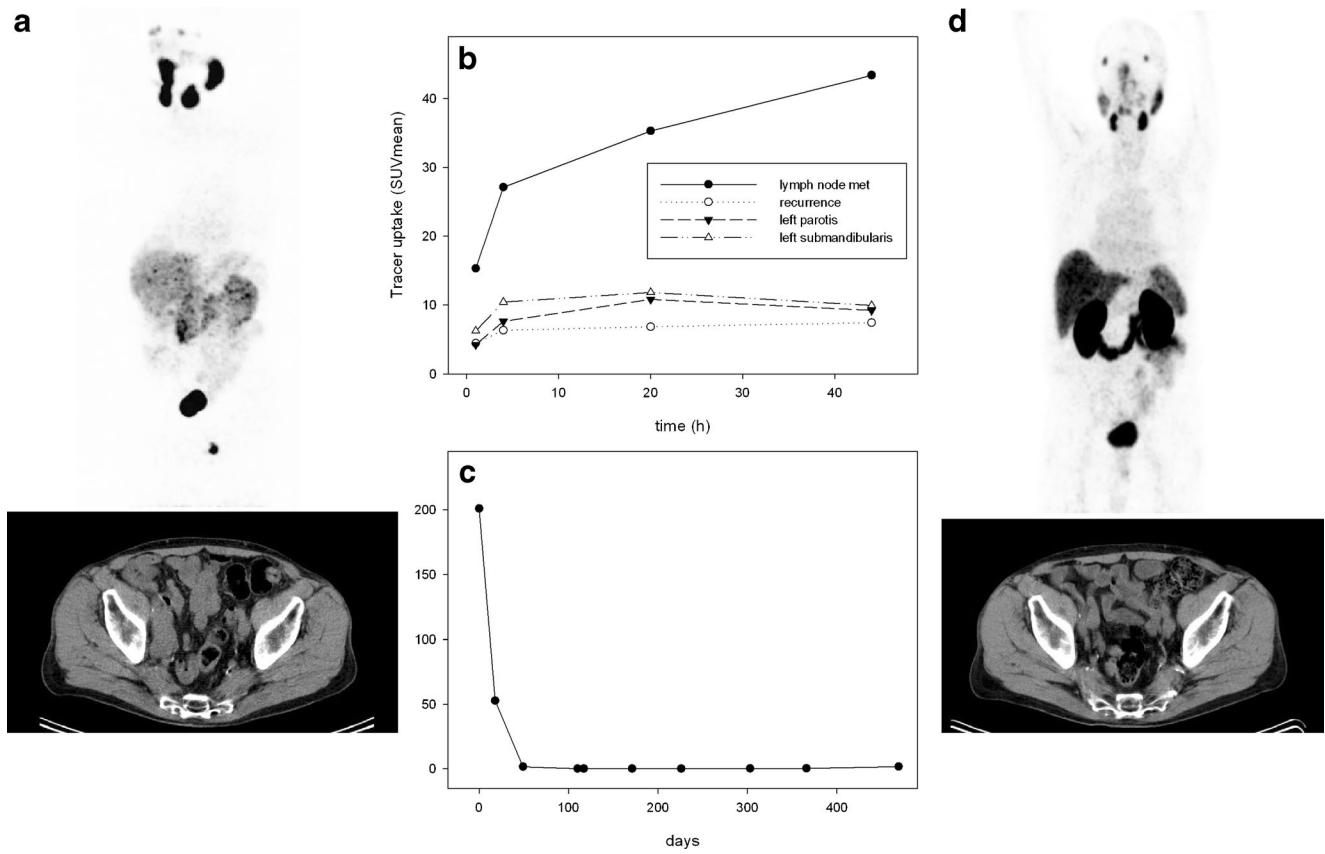 a
b
Tracer uptake (SUVmean)
40
30
20
10
0
lymph node met
recurrence
left parotis
left submandibularis
0
10
20
30
40
time (h)
c
200
150
100
50
0
0
100
200
300
400
days
d